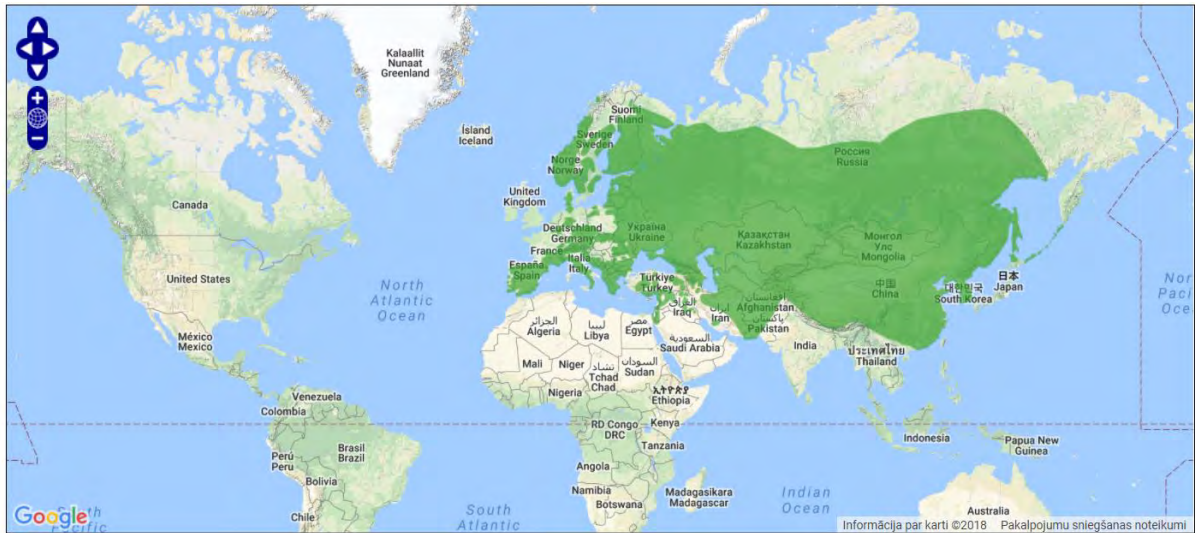 Kalaallit
Nunaat
Greenland
Ísland
Iceland
Suomi
Finland
Sverige
Sweden
Norge
Norway
Россия
Russia
United
Kingdom
Canada
Deutschland
Germany
Україна
Ukraine
Қазақстан
Kazakhstan
Монгол
Улс
Mongolia
France
Italia
Italy
España
Spain
Türkiye
Turkey
中国
China
대한민국
South Korea
日本
Japan
United States
North
Atlantic
Ocean
العراق
Iraq
ایران
Iran
افغانستان
Afghanistan
پاکستان
Pakistan
Nor
Paci
Oce
الجزائر
Algeria
ليبيا
Libya
مصر
Egypt
السعودية
Saudi Arabia
India
ประเทศไทย
Thailand
México
Mexico
Mali
Niger
تشاد
Tchad
Chad
السودان
Sudan
Nigeria
ኢትዮጵያ
Ethiopia
Venezuela
Colombia
RD Congo
DRC
Kenya
Tanzania
Indonesia
Papua New
Guinea
Perú
Peru
Brasil
Brazil
Bolivia
Angola
Namibia
Botswana
Madagasikara
Madagascar
Indian
Ocean
Chile
South
Atlantic
Australia
Google
Pacific
Informācija par karti ©2018 Pakalpojumu sniegšanas noteikumi